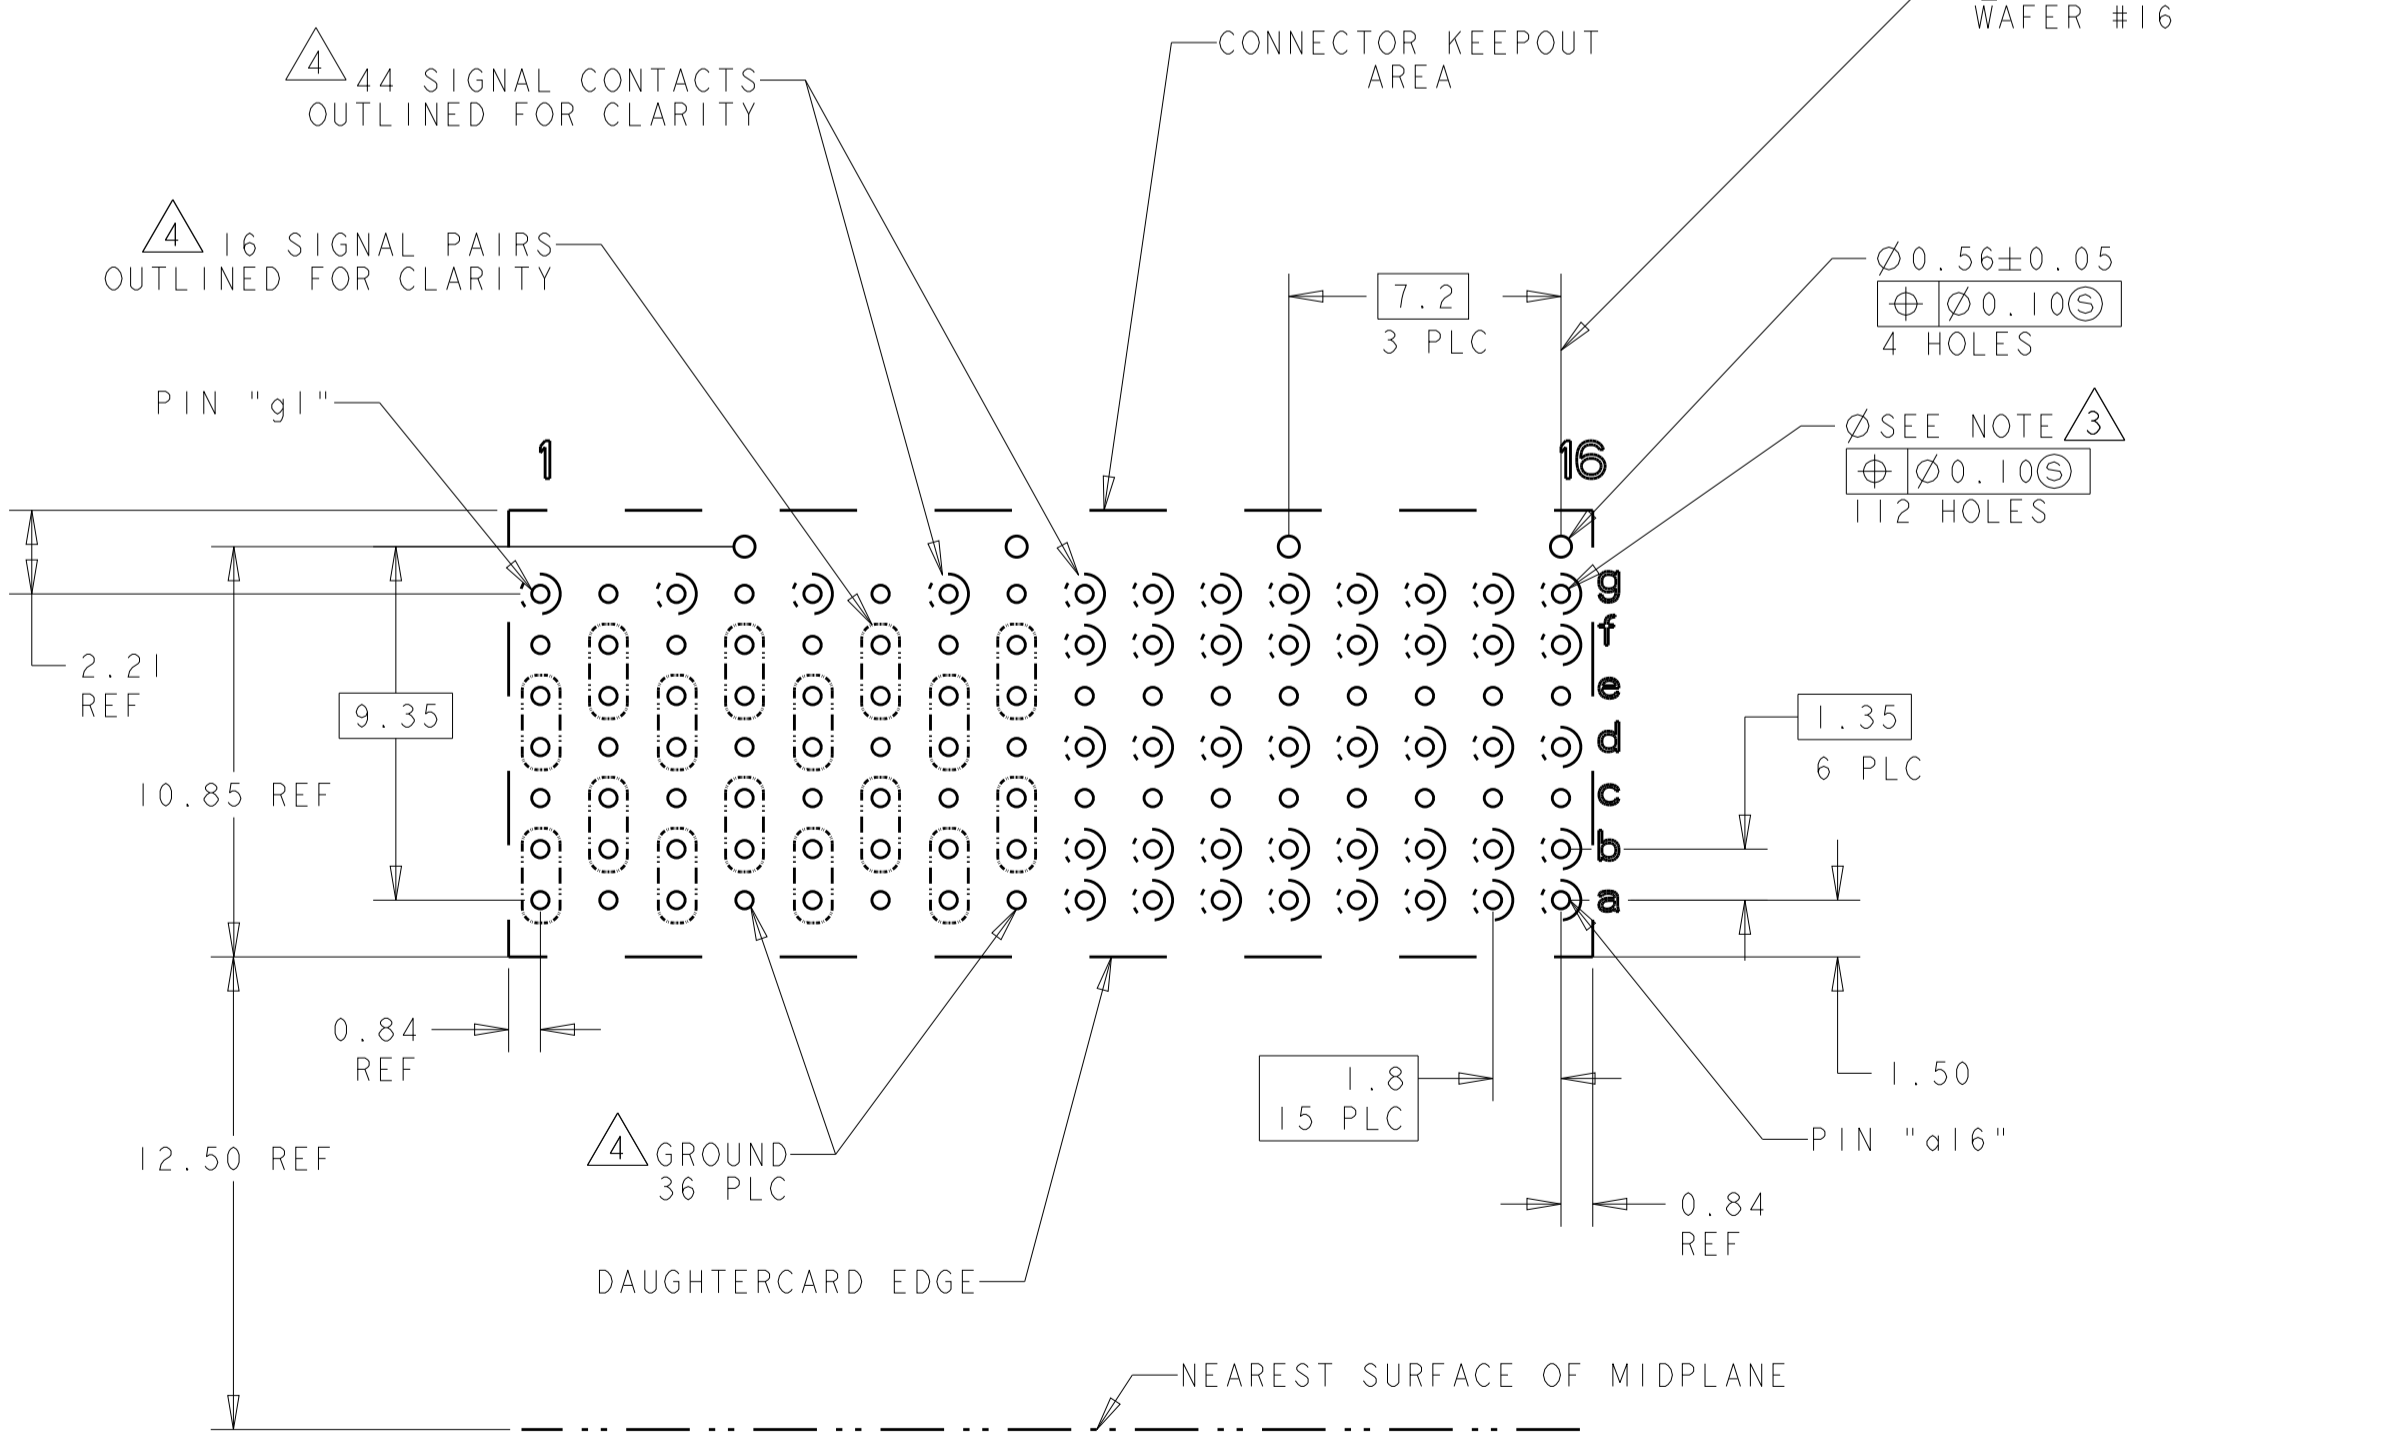 WAFER #16
4 44 SIGNAL CONTACTS
OUTLINED FOR CLARITY
CONNECTOR KEEPOUT
AREA
4 16 SIGNAL PAIRS
OUTLINED FOR CLARITY
7.2
3 PLC
Ø0.56±0.05
⌖ Ø0.10Ⓢ
4 HOLES
PIN "g1"
ØSEE NOTE 3
⌖ Ø0.10Ⓢ
112 HOLES
1
16
g
f
e
d
c
b
a
2.21
REF
9.35
10.85 REF
1.35
6 PLC
0.84
REF
1.8
15 PLC
1.50
PIN "a16"
4 GROUND
36 PLC
12.50 REF
0.84
REF
DAUGHTERCARD EDGE
NEAREST SURFACE OF MIDPLANE